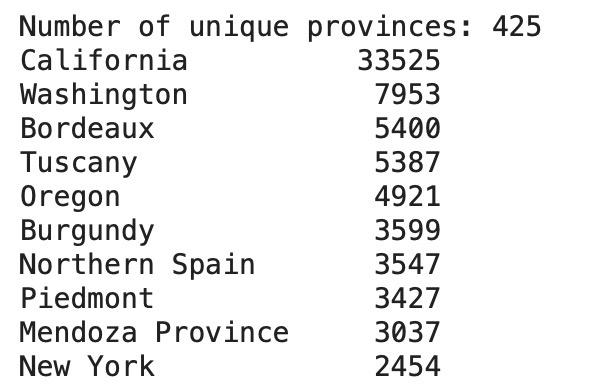 Number of unique provinces: 425
California 33525
Washington 7953
Bordeaux 5400
Tuscany 5387
Oregon 4921
Burgundy 3599
Northern Spain 3547
Piedmont 3427
Mendoza Province 3037
New York 2454